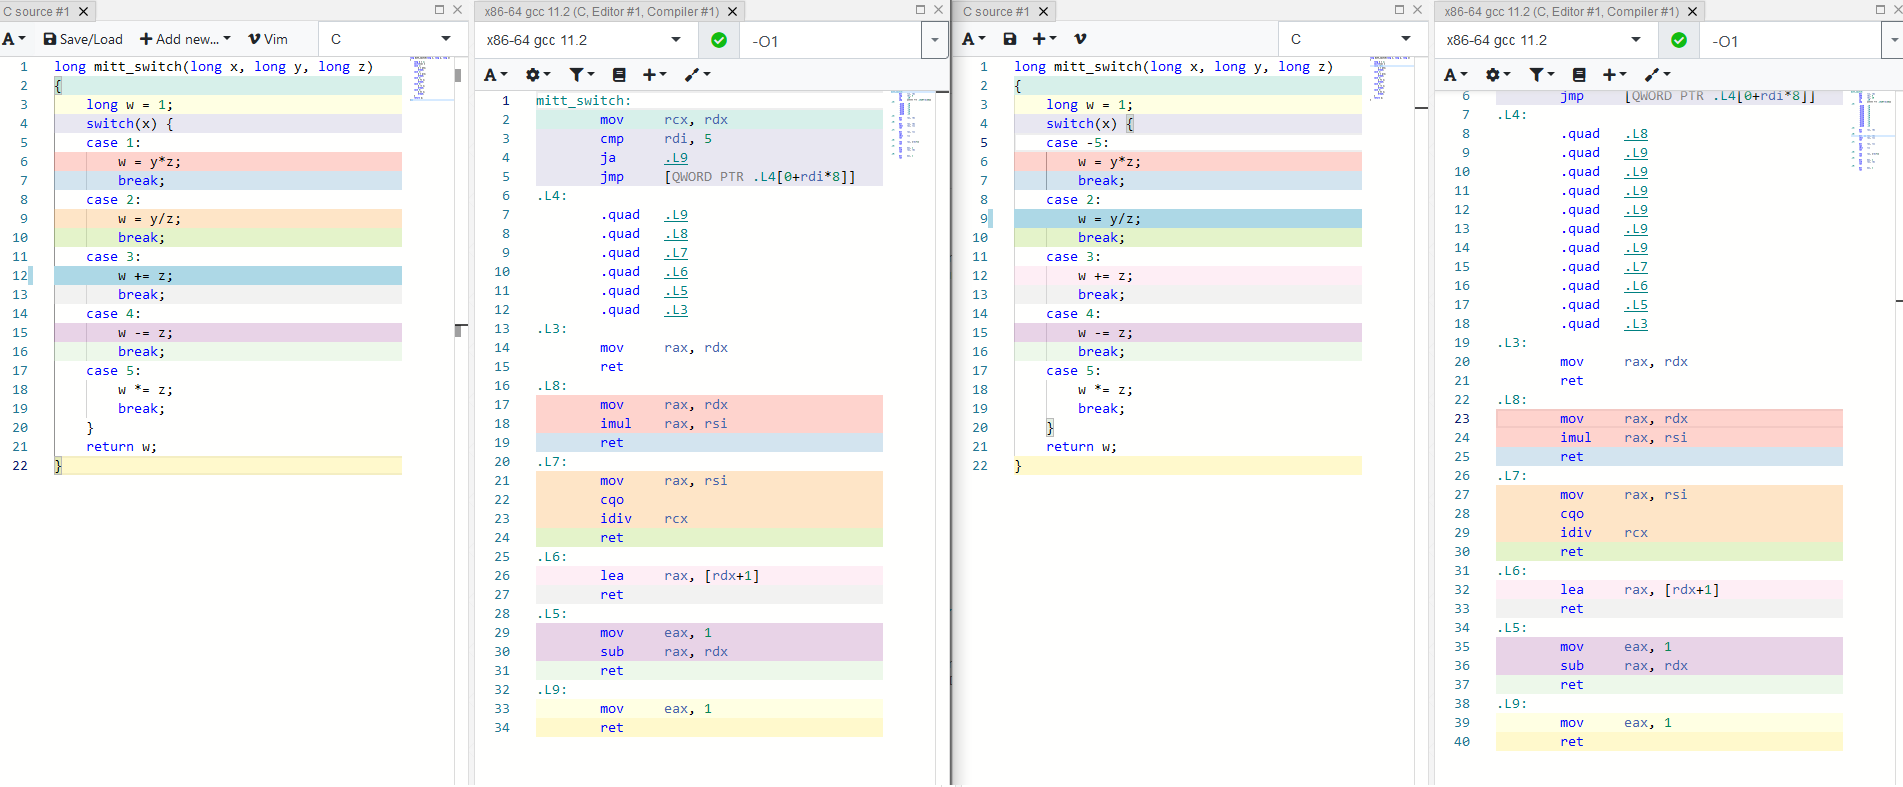 C source #1
A Save/Load + Add new... Vim C
1 long mitt_switch(long x, long y, long z)
2 {
3 long w = 1;
4 switch(x) {
5 case 1:
6 w = y*z;
7 break;
8 case 2:
9 w = y/z;
10 break;
11 case 3:
12 w += z;
13 break;
14 case 4:
15 w -= z;
16 break;
17 case 5:
18 w *= z;
19 break;
20 }
21 return w;
22 }
x86-64 gcc 11.2 (C, Editor #1, Compiler #1)
x86-64 gcc 11.2 -O1
A
1 mitt_switch:
2 mov rcx, rdx
3 cmp rdi, 5
4 ja .L9
5 jmp [QWORD PTR .L4[0+rdi*8]]
6 .L4:
7 .quad .L9
8 .quad .L8
9 .quad .L7
10 .quad .L6
11 .quad .L5
12 .quad .L3
13 .L3:
14 mov rax, rdx
15 ret
16 .L8:
17 mov rax, rdx
18 imul rax, rsi
19 ret
20 .L7:
21 mov rax, rsi
22 cqo
23 idiv rcx
24 ret
25 .L6:
26 lea rax, [rdx+1]
27 ret
28 .L5:
29 mov eax, 1
30 sub rax, rdx
31 ret
32 .L9:
33 mov eax, 1
34 ret
C source #1
A + C
1 long mitt_switch(long x, long y, long z)
2 {
3 long w = 1;
4 switch(x) {
5 case -5:
6 w = y*z;
7 break;
8 case 2:
9 w = y/z;
10 break;
11 case 3:
12 w += z;
13 break;
14 case 4:
15 w -= z;
16 break;
17 case 5:
18 w *= z;
19 break;
20 }
21 return w;
22 }
x86-64 gcc 11.2 (C, Editor #1, Compiler #1)
x86-64 gcc 11.2 -O1
A
6 jmp [QWORD PTR .L4[0+rdi*8]]
7 .L4:
8 .quad .L8
9 .quad .L9
10 .quad .L9
11 .quad .L9
12 .quad .L9
13 .quad .L9
14 .quad .L9
15 .quad .L7
16 .quad .L6
17 .quad .L5
18 .quad .L3
19 .L3:
20 mov rax, rdx
21 ret
22 .L8:
23 mov rax, rdx
24 imul rax, rsi
25 ret
26 .L7:
27 mov rax, rsi
28 cqo
29 idiv rcx
30 ret
31 .L6:
32 lea rax, [rdx+1]
33 ret
34 .L5:
35 mov eax, 1
36 sub rax, rdx
37 ret
38 .L9:
39 mov eax, 1
40 ret